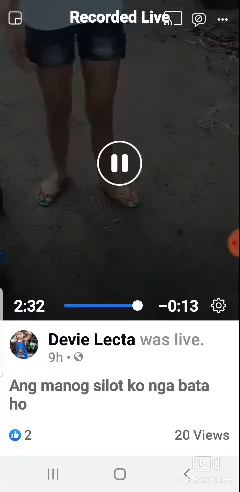 Recorded Live
2:32
−0:13
Devie Lecta was live.
9h
Ang manog silot ko nga bata
ho
2
20 Views